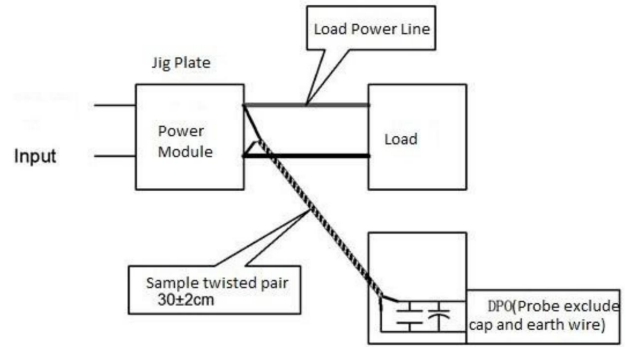 Load Power Line
Jig Plate
Power
Module
Load
Input
Sample twisted pair
30±2cm
DPO(Probe exclude
cap and earth wire)